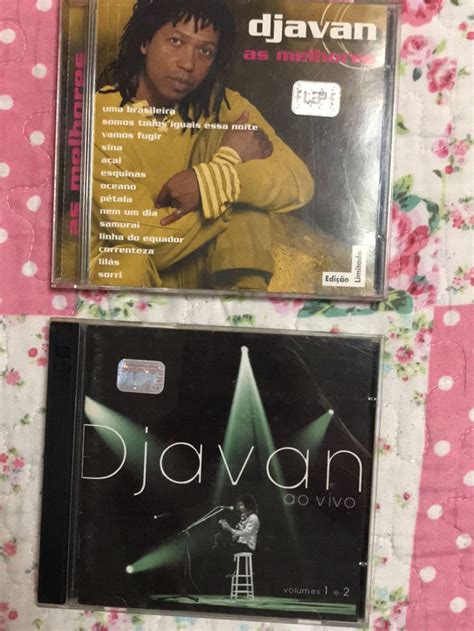 djavan
as melhores
as melhores
uma brasileira
somos todos iguais essa noite
vamos fugir
sina
açaí
esquinas
oceano
pétala
nem um dia
samurai
linha do equador
correnteza
lilás
sorri
Edição
Limitada
Djavan
ao vivo
volumes 1 e 2